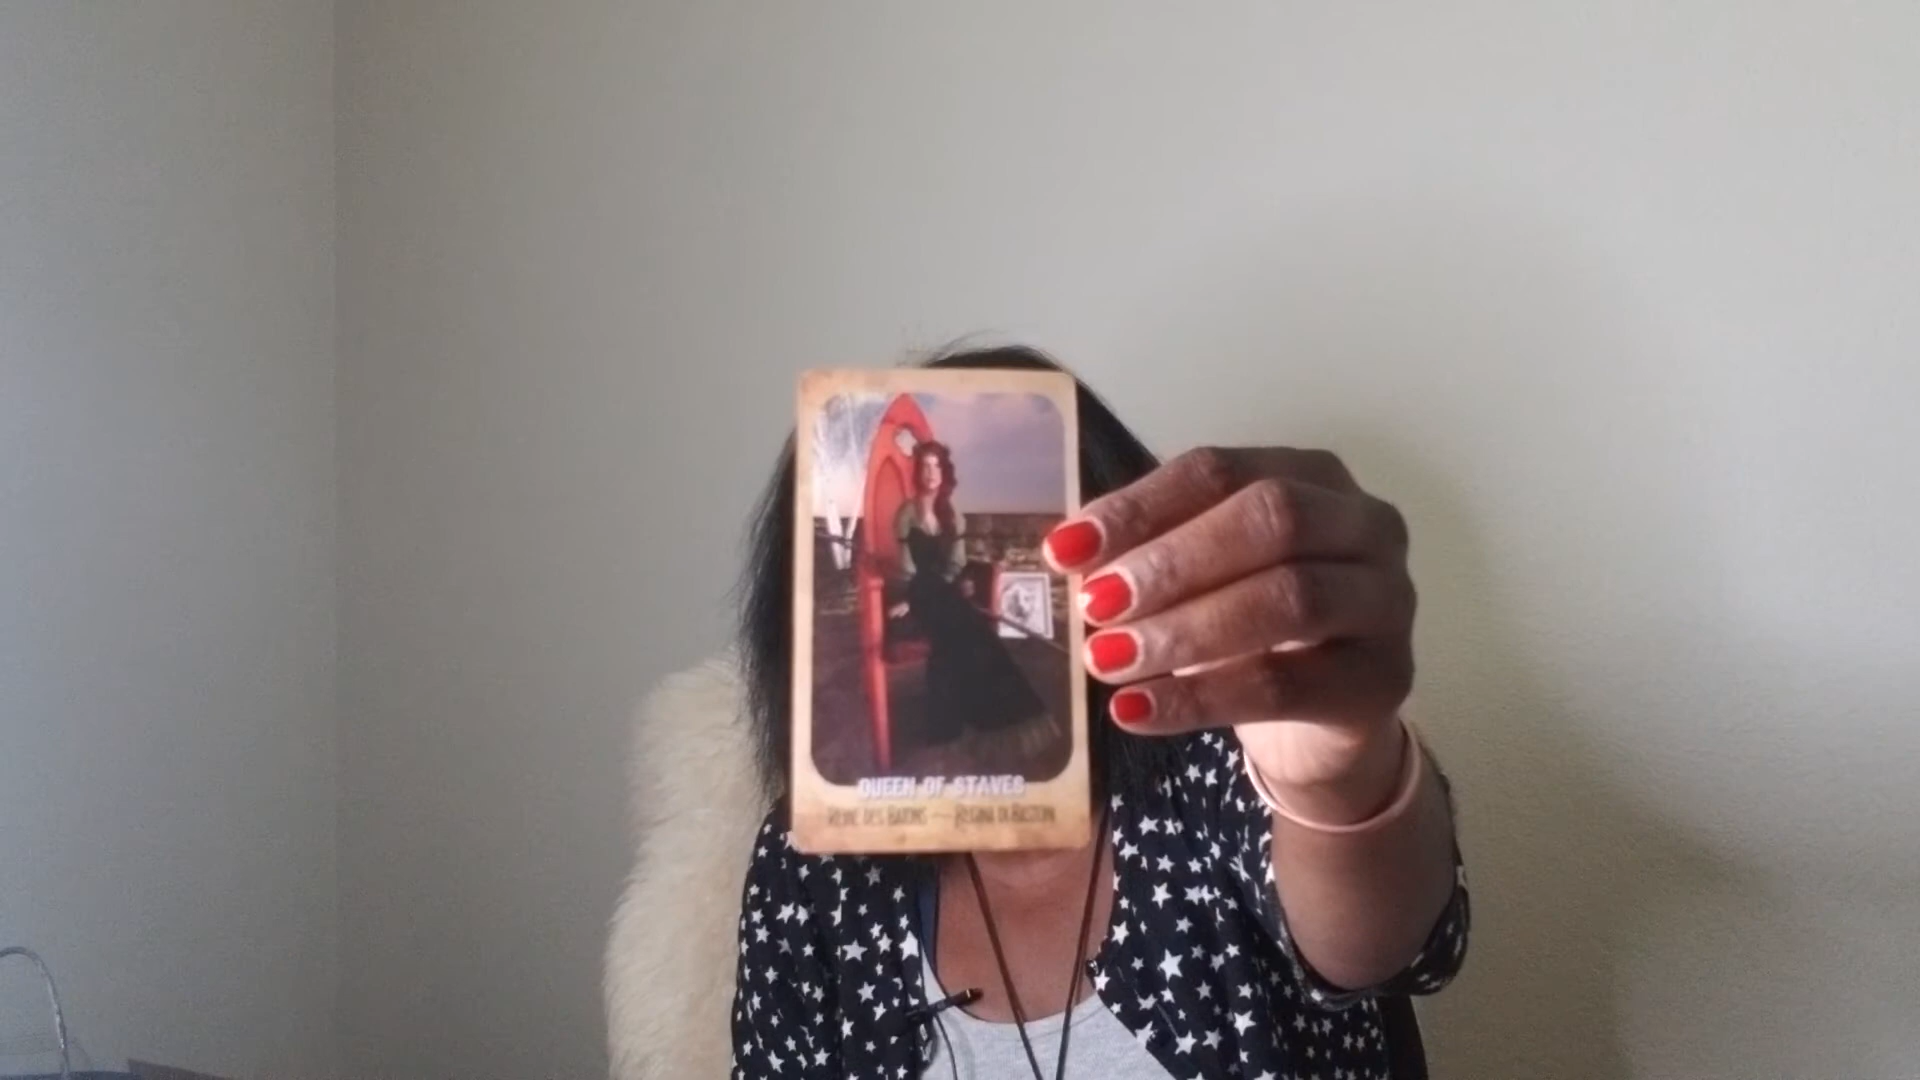 QUEEN OF STAVES
REINE DES BATONS — REGINA DI BASTONI